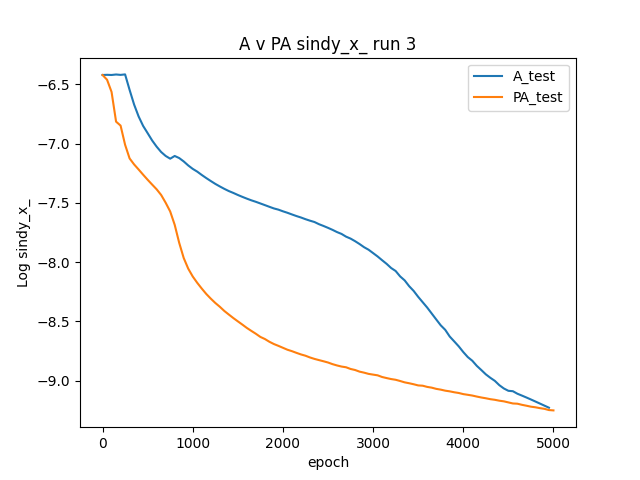 A v PA sindy_x_ run 3
A_test
PA_test
−6.5
−7.0
−7.5
−8.0
−8.5
−9.0
Log sindy_x_
0 1000 2000 3000 4000 5000
epoch